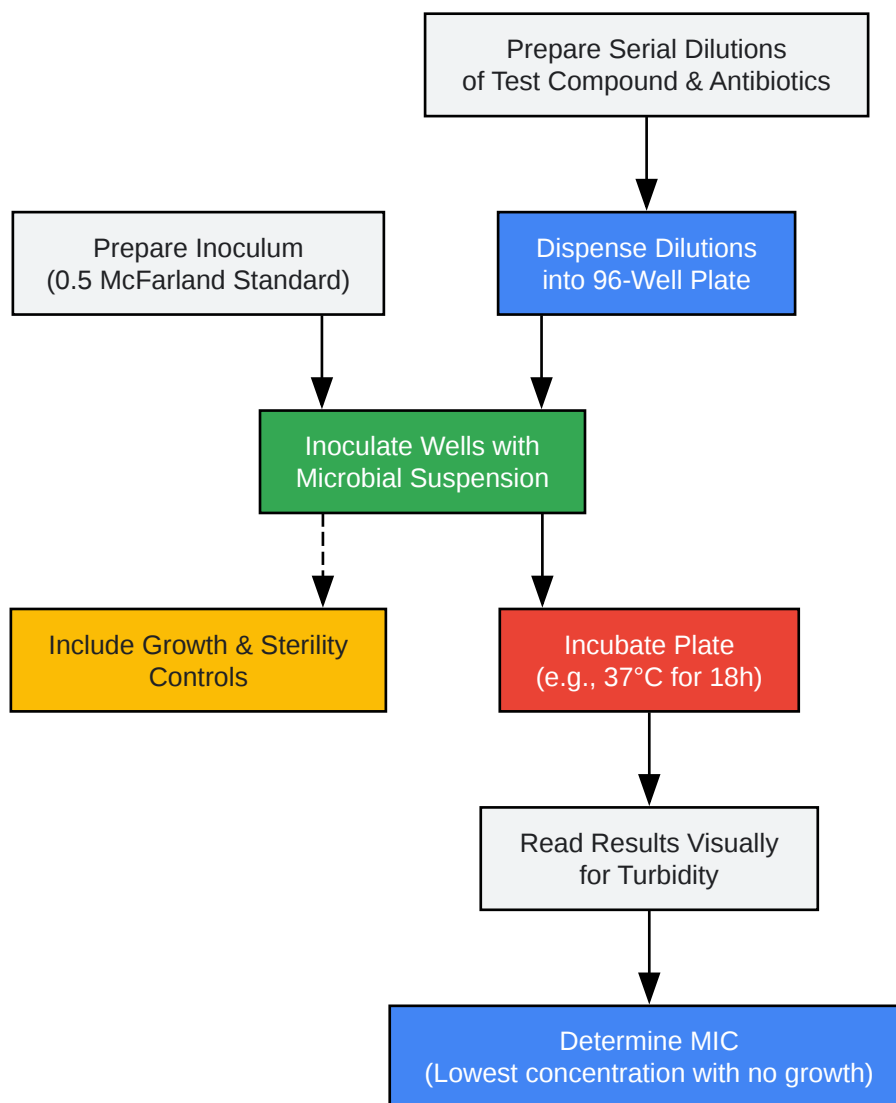 Prepare Serial Dilutions
of Test Compound & Antibiotics
Prepare Inoculum
(0.5 McFarland Standard)
Dispense Dilutions
into 96-Well Plate
Inoculate Wells with
Microbial Suspension
Include Growth & Sterility
Controls
Incubate Plate
(e.g., 37°C for 18h)
Read Results Visually
for Turbidity
Determine MIC
(Lowest concentration with no growth)